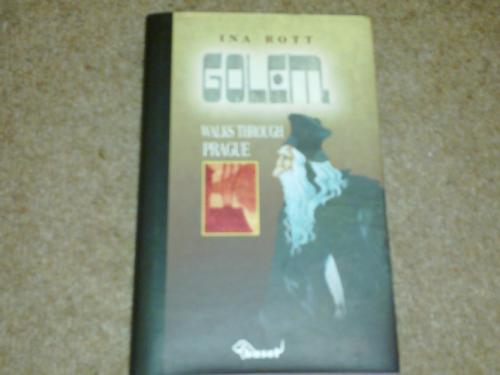 INA ROTT
GOLEM.
WALKS THROUGH
PRAGUE